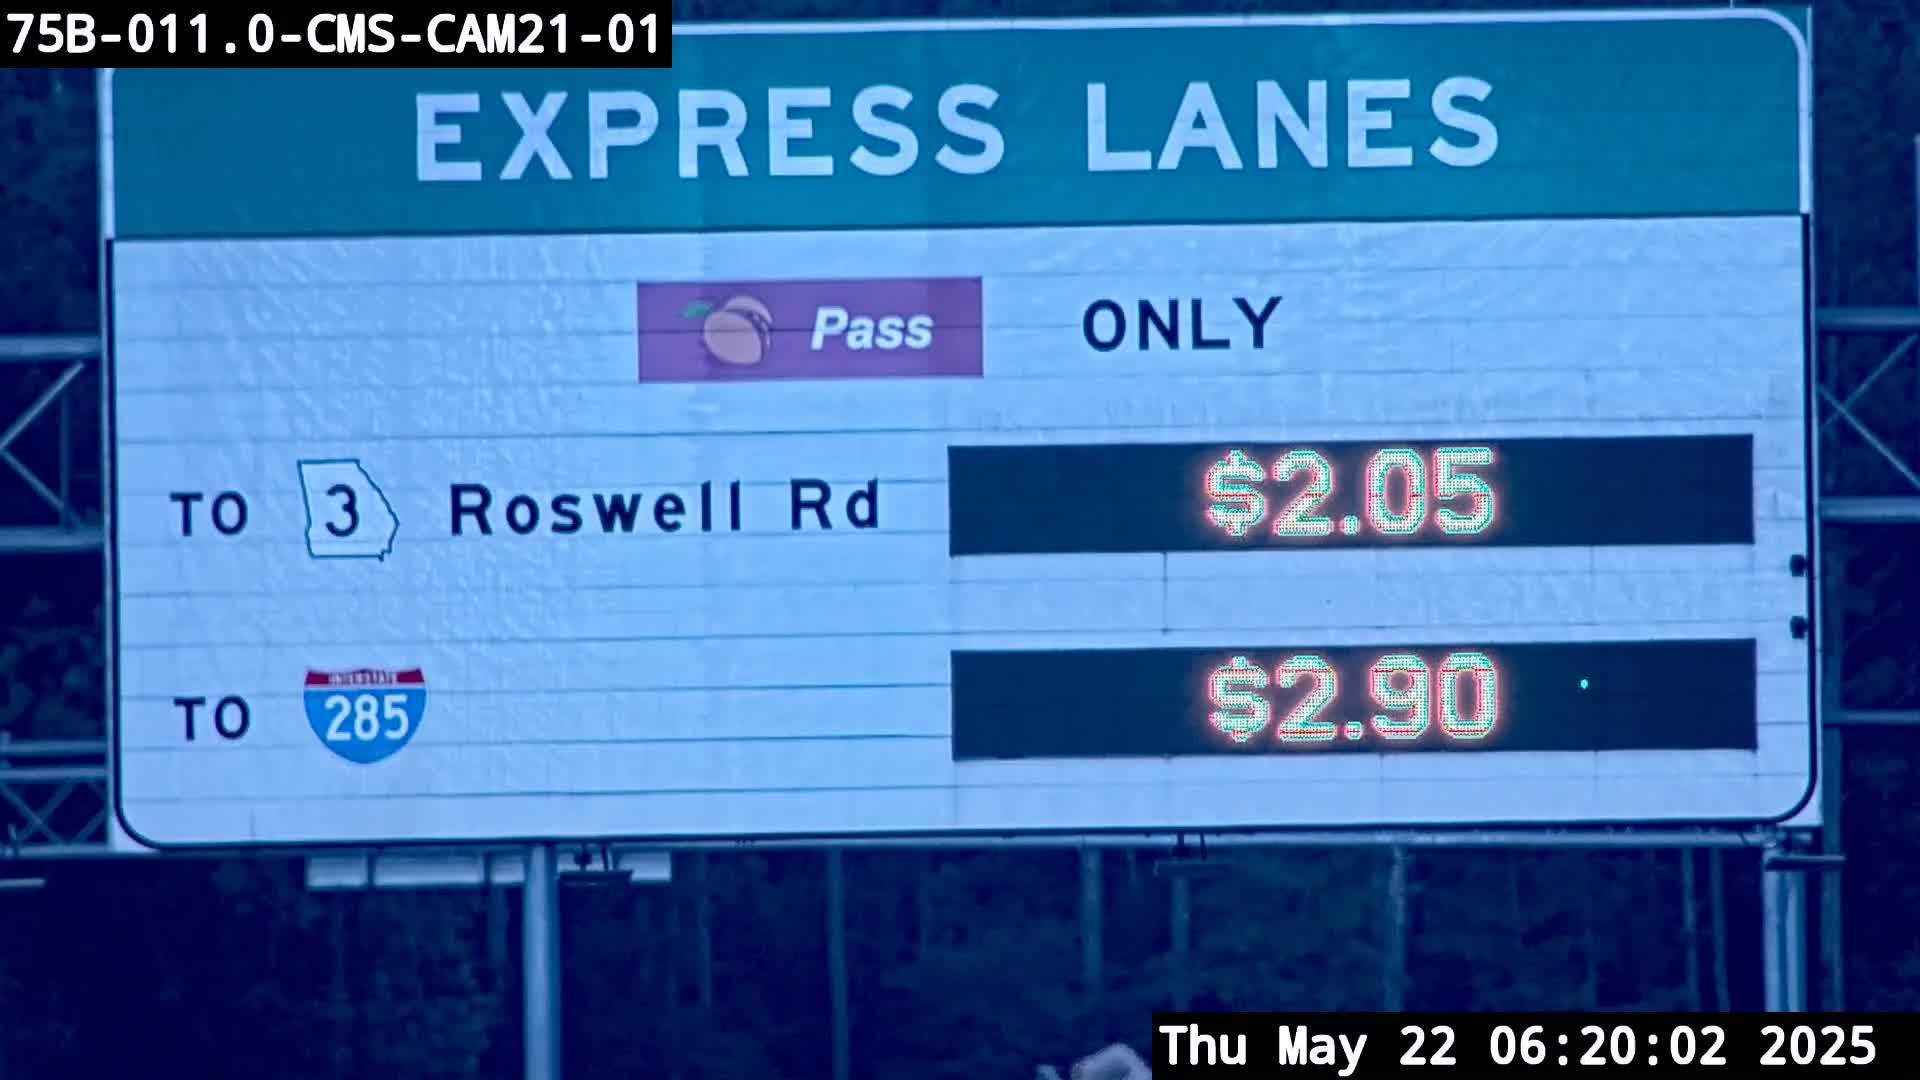 75B-011.0-CMS-CAM21-01
EXPRESS LANES
Pass ONLY
TO 3 Roswell Rd $2.05
INTERSTATE
TO 285 $2.90
Thu May 22 06:20:02 2025